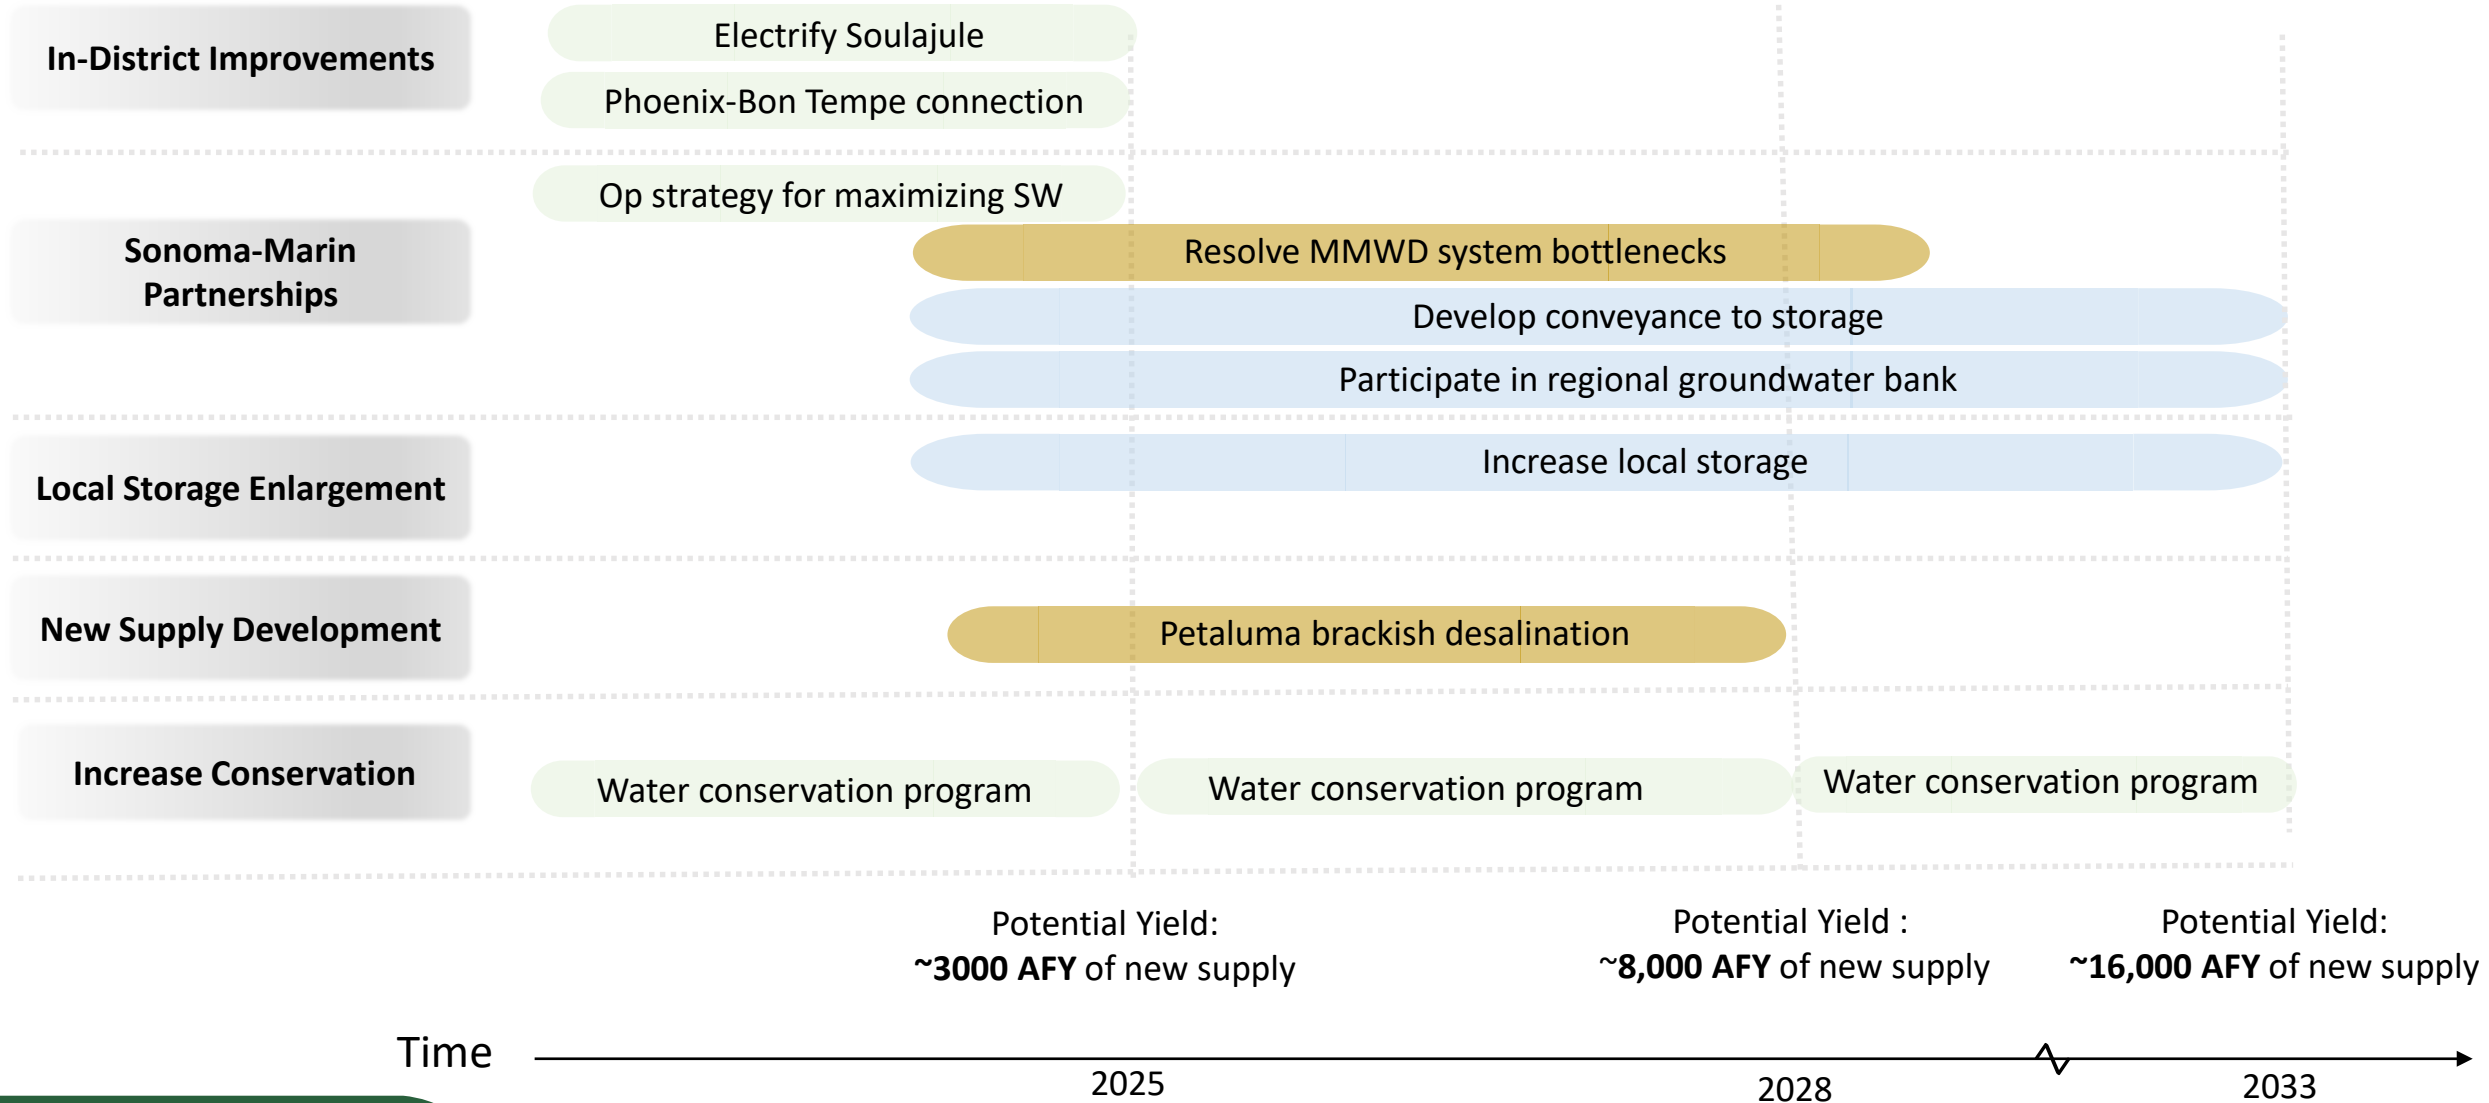 In-District Improvements
Electrify Soulajule
Phoenix-Bon Tempe connection
Op strategy for maximizing SW
Sonoma-Marin
Partnerships
Resolve MMWD system bottlenecks
Develop conveyance to storage
Participate in regional groundwater bank
Local Storage Enlargement
Increase local storage
New Supply Development
Petaluma brackish desalination
Increase Conservation
Water conservation program
Water conservation program
Water conservation program
Potential Yield:
~3000 AFY of new supply
Potential Yield :
~8,000 AFY of new supply
Potential Yield:
~16,000 AFY of new supply
Time
2025
2028
2033